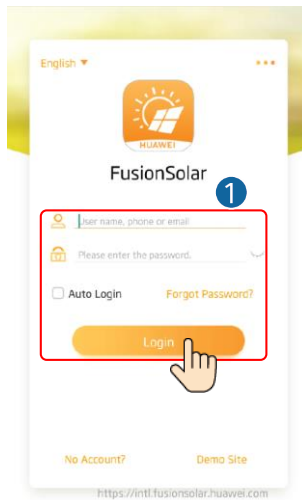 English ▼ •••
HUAWEI
FusionSolar
1
User name, phone or email
Please enter the password.
Auto Login Forgot Password?
Login
No Account? Demo Site
https://intl.fusionsolar.huawei.com